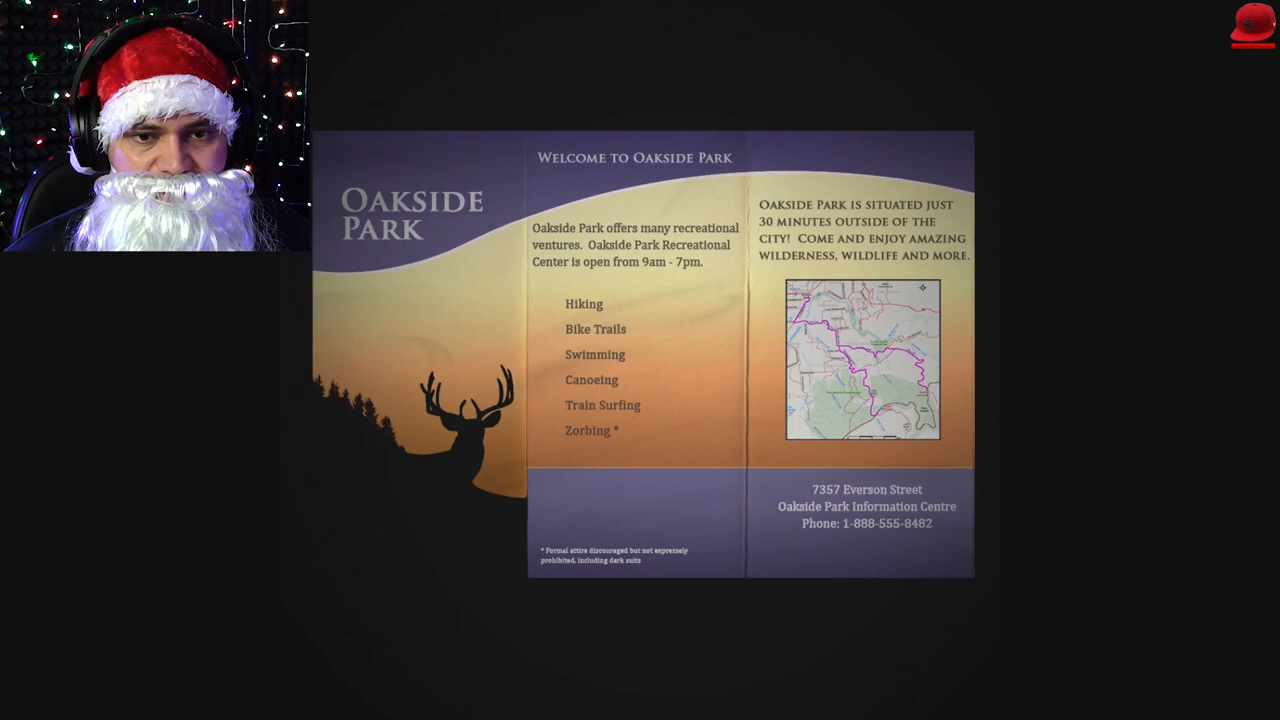 OAKSIDE
PARK
WELCOME TO OAKSIDE PARK
Oakside Park offers many recreational
ventures. Oakside Park Recreational
Center is open from 9am - 7pm.
Hiking
Bike Trails
Swimming
Canoeing
Train Surfing
Zorbing *
* Formal attire discouraged but not expressely
prohibited, including dark suits
OAKSIDE PARK IS SITUATED JUST
30 MINUTES OUTSIDE OF THE
CITY! COME AND ENJOY AMAZING
WILDERNESS, WILDLIFE AND MORE.
7357 Everson Street
Oakside Park Information Centre
Phone: 1-888-555-8482